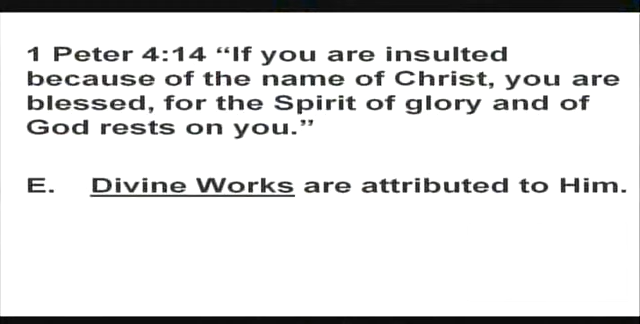 1 Peter 4:14 “If you are insulted
because of the name of Christ, you are
blessed, for the Spirit of glory and of
God rests on you.”
E. Divine Works are attributed to Him.